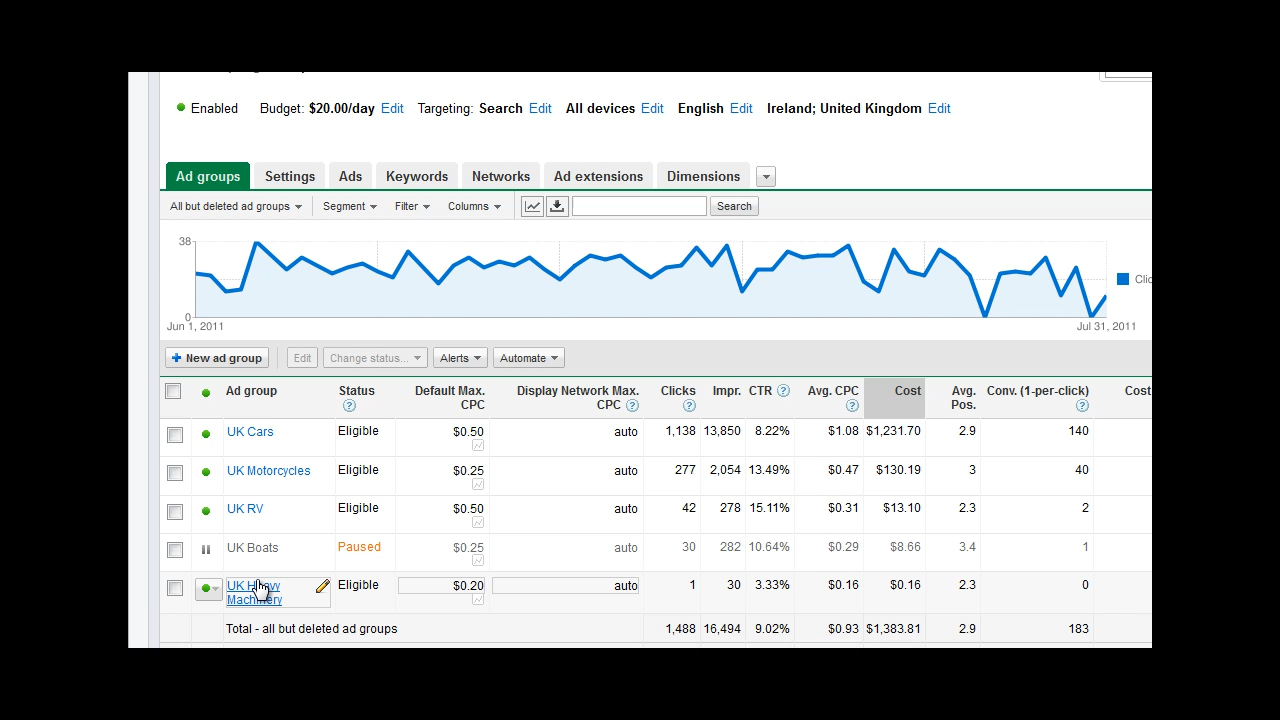 Enabled Budget: $20.00/day Edit Targeting: Search Edit All devices Edit English Edit Ireland; United Kingdom Edit
Ad groups Settings Ads Keywords Networks Ad extensions Dimensions
All but deleted ad groups Segment Filter Columns Search
38
0
Jun 1, 2011 Jul 31, 2011
Clic
+ New ad group Edit Change status... Alerts Automate
Ad group Status ? Default Max. CPC Display Network Max. CPC ? Clicks ? Impr. CTR ? Avg. CPC ? Cost Avg. Pos. Conv. (1-per-click) ? Cost
UK Cars Eligible $0.50 auto 1,138 13,850 8.22% $1.08 $1,231.70 2.9 140
UK Motorcycles Eligible $0.25 auto 277 2,054 13.49% $0.47 $130.19 3 40
UK RV Eligible $0.50 auto 42 278 15.11% $0.31 $13.10 2.3 2
UK Boats Paused $0.25 auto 30 282 10.64% $0.29 $8.66 3.4 1
UK Heavy Machinery Eligible $0.20 auto 1 30 3.33% $0.16 $0.16 2.3 0
Total - all but deleted ad groups 1,488 16,494 9.02% $0.93 $1,383.81 2.9 183